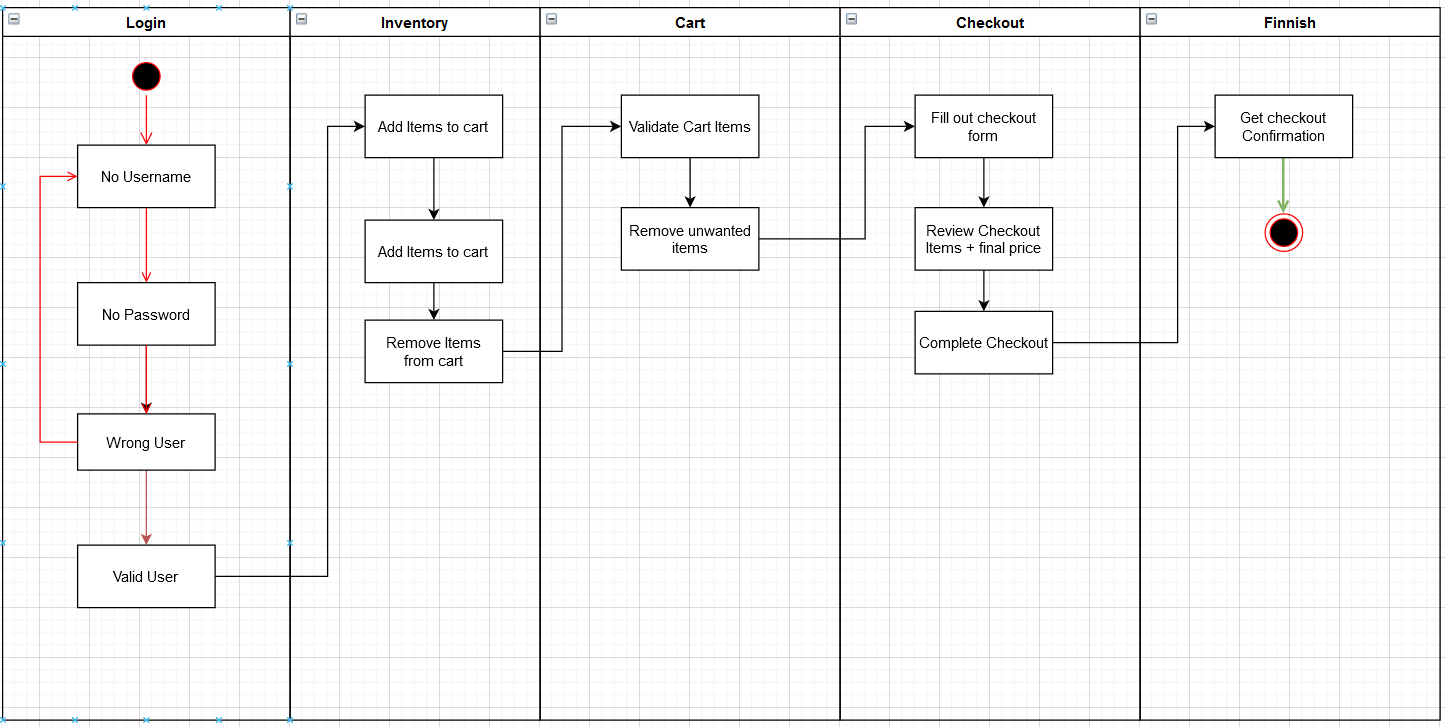 Login
Inventory
Cart
Checkout
Finnish
No Username
No Password
Wrong User
Valid User
Add Items to cart
Add Items to cart
Remove Items
from cart
Validate Cart Items
Remove unwanted
items
Fill out checkout
form
Review Checkout
Items + final price
Complete Checkout
Get checkout
Confirmation